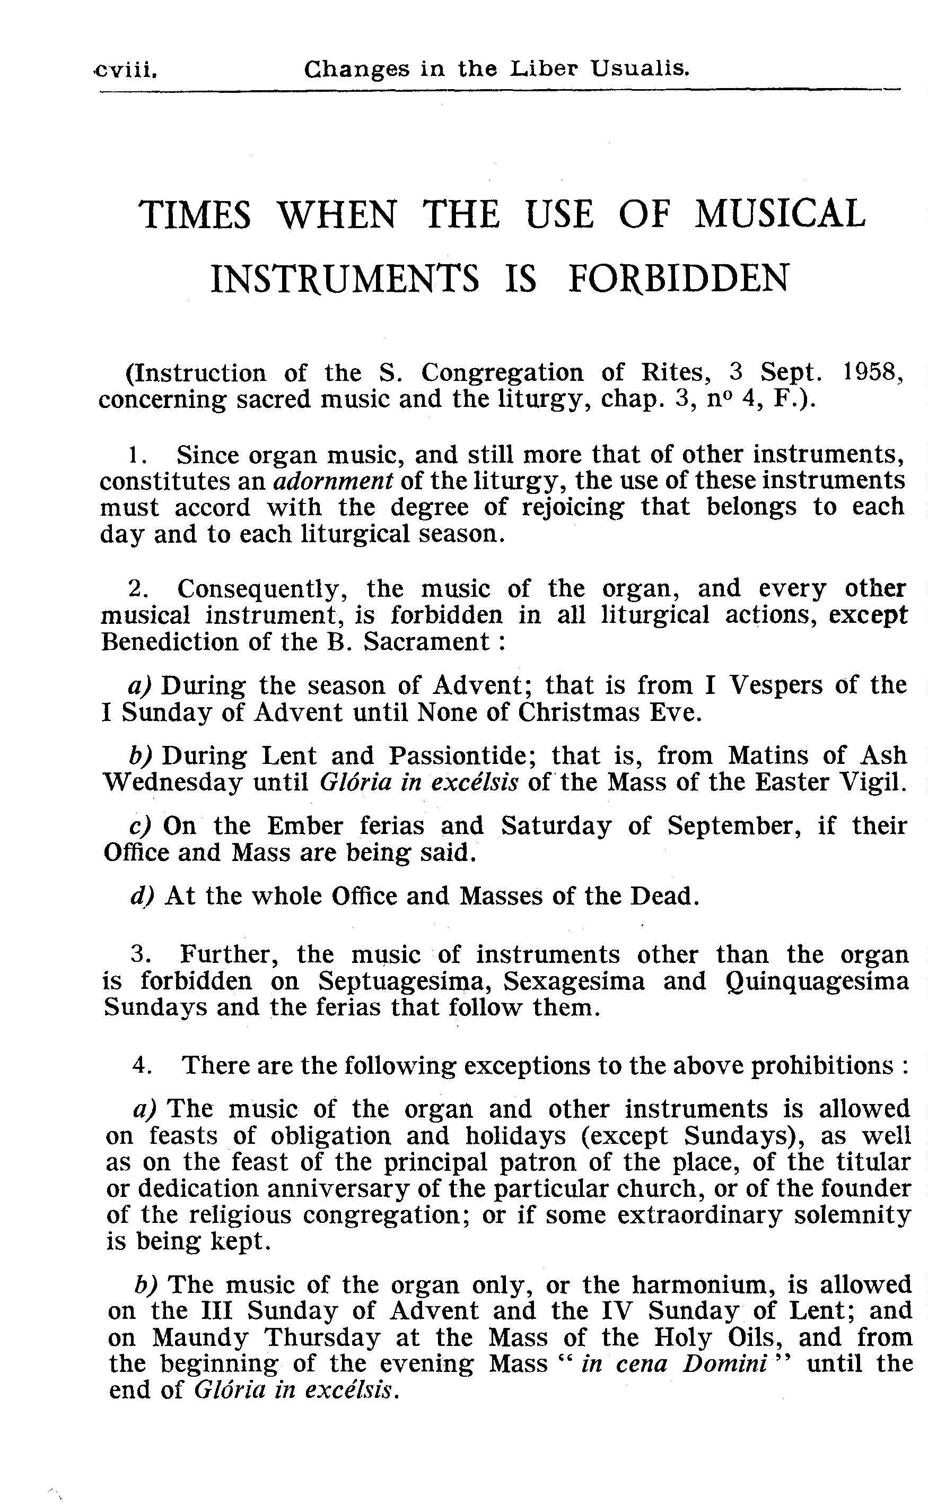 cviii. Changes in the Liber Usualis.
TIMES WHEN THE USE OF MUSICAL
INSTRUMENTS IS FORBIDDEN
(Instruction of the S. Congregation of Rites, 3 Sept. 1958,
concerning sacred music and the liturgy, chap. 3, nº 4, F.).
1. Since organ music, and still more that of other instruments,
constitutes an adornment of the liturgy, the use of these instruments
must accord with the degree of rejoicing that belongs to each
day and to each liturgical season.
2. Consequently, the music of the organ, and every other
musical instrument, is forbidden in all liturgical actions, except
Benediction of the B. Sacrament :
a) During the season of Advent; that is from I Vespers of the
I Sunday of Advent until None of Christmas Eve.
b) During Lent and Passiontide; that is, from Matins of Ash
Wednesday until Glória in excélsis of the Mass of the Easter Vigil.
c) On the Ember ferias and Saturday of September, if their
Office and Mass are being said.
d) At the whole Office and Masses of the Dead.
3. Further, the music of instruments other than the organ
is forbidden on Septuagesima, Sexagesima and Quinquagesima
Sundays and the ferias that follow them.
4. There are the following exceptions to the above prohibitions :
a) The music of the organ and other instruments is allowed
on feasts of obligation and holidays (except Sundays), as well
as on the feast of the principal patron of the place, of the titular
or dedication anniversary of the particular church, or of the founder
of the religious congregation; or if some extraordinary solemnity
is being kept.
b) The music of the organ only, or the harmonium, is allowed
on the III Sunday of Advent and the IV Sunday of Lent; and
on Maundy Thursday at the Mass of the Holy Oils, and from
the beginning of the evening Mass “ in cena Domini ” until the
end of Glória in excélsis.